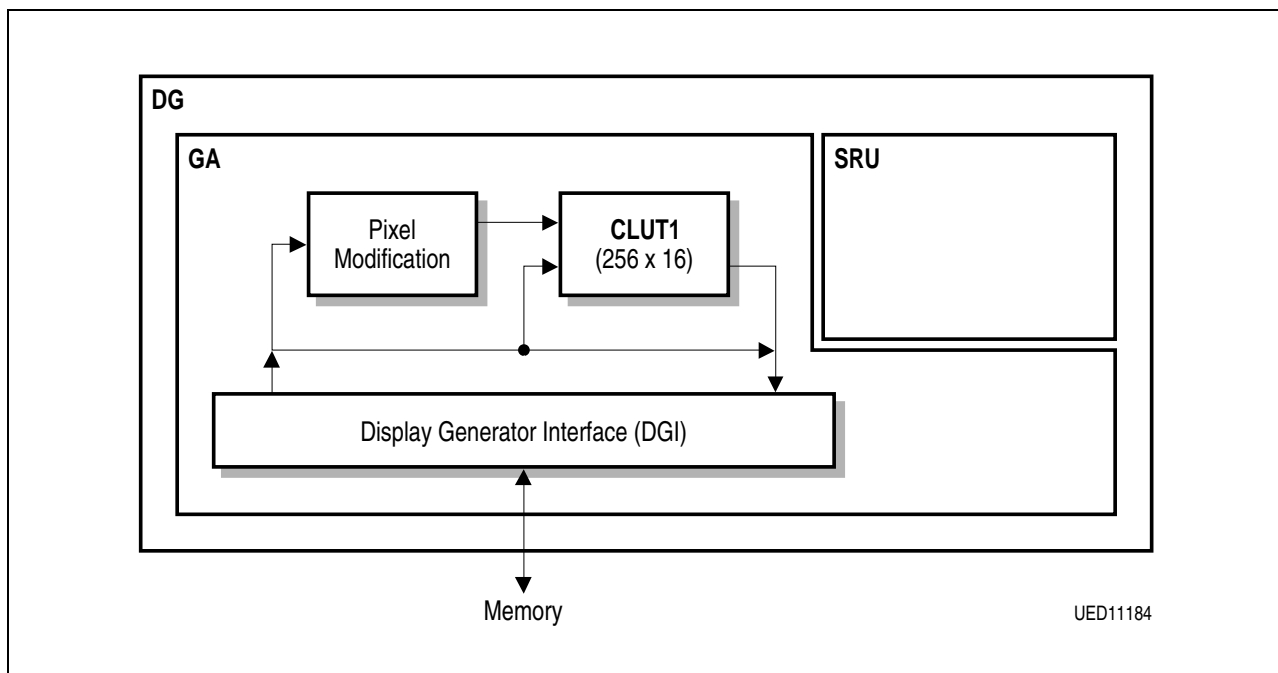 DG
GA
SRU
Pixel
Modification
CLUT1
(256 x 16)
Display Generator Interface (DGI)
Memory
UED11184